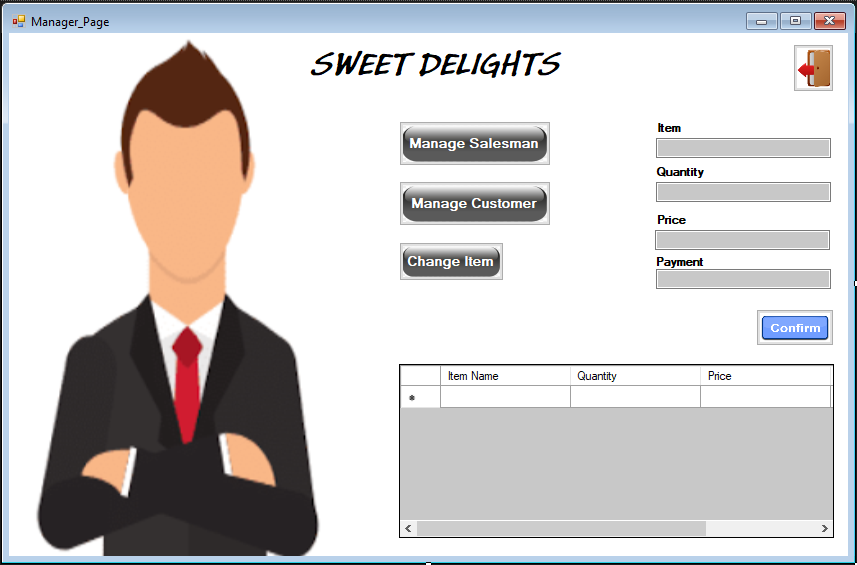 Manager_Page
SWEET DELIGHTS
Manage Salesman
Manage Customer
Change Item
Item
Quantity
Price
Payment
Confirm
Item Name Quantity Price